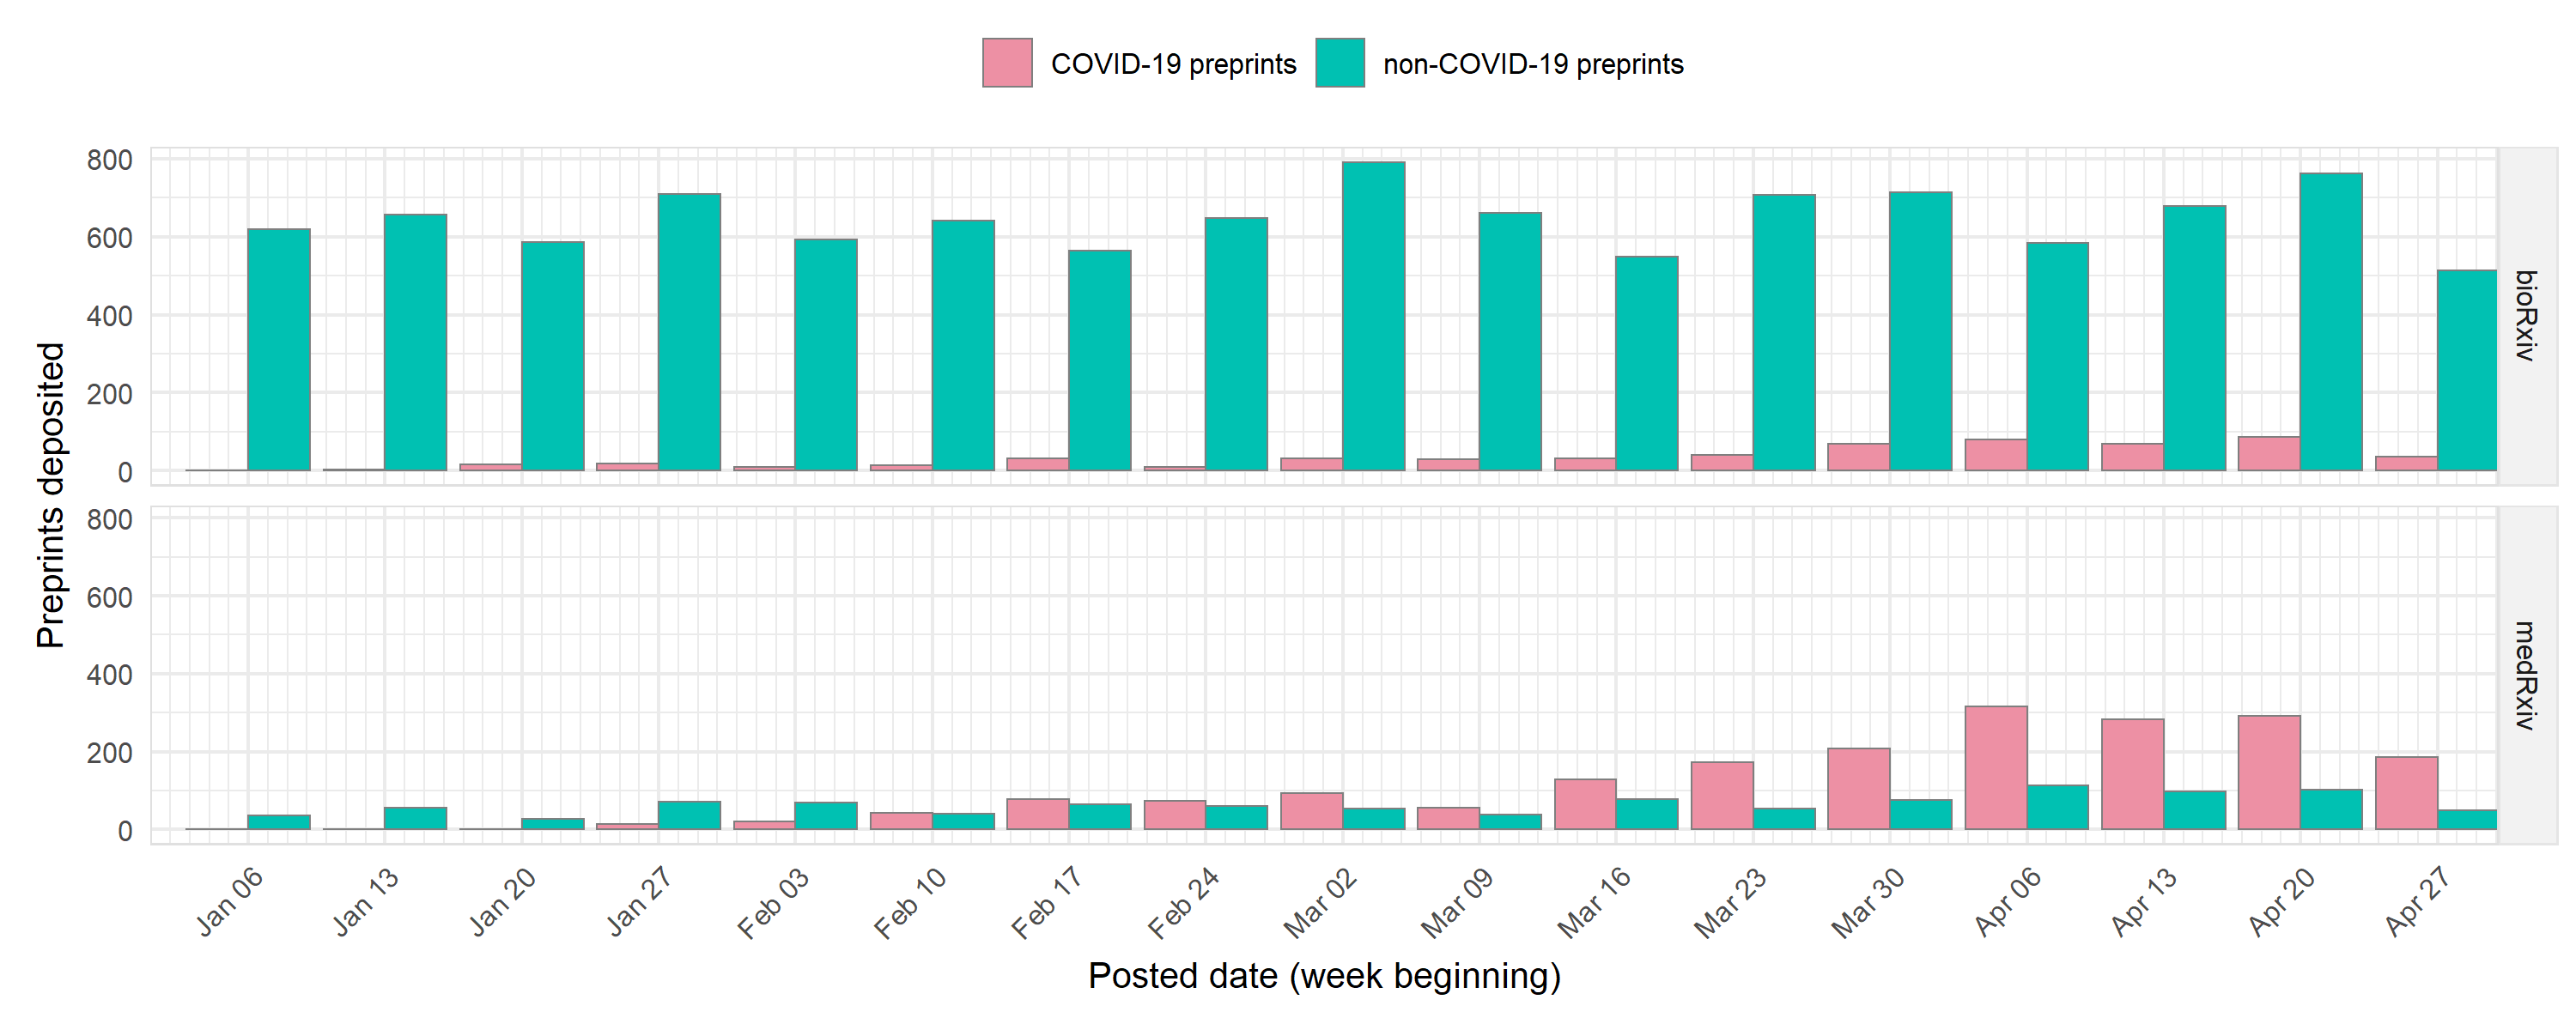 COVID-19 preprints
non-COVID-19 preprints
Preprints deposited
800
600
400
200
0
bioRxiv
800
600
400
200
0
medRxiv
Jan 06
Jan 13
Jan 20
Jan 27
Feb 03
Feb 10
Feb 17
Feb 24
Mar 02
Mar 09
Mar 16
Mar 23
Mar 30
Apr 06
Apr 13
Apr 20
Apr 27
Posted date (week beginning)